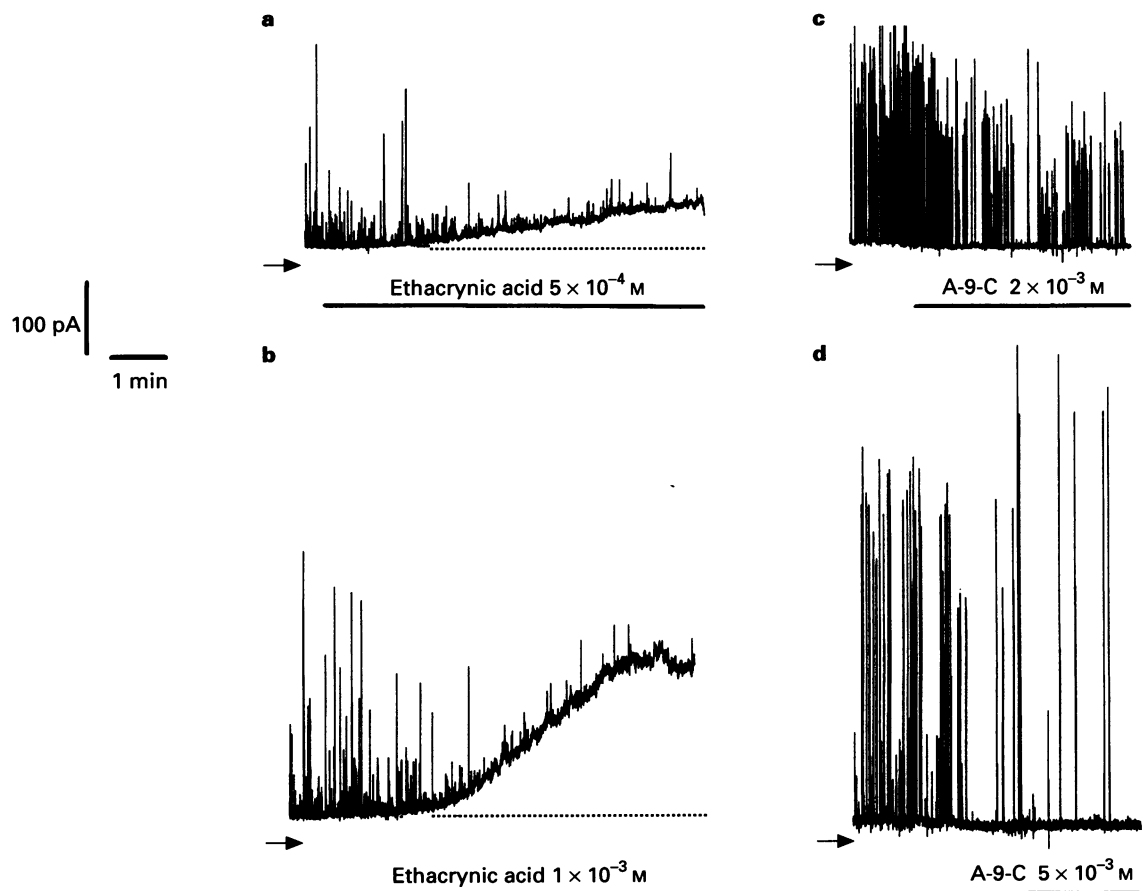 a
Ethacrynic acid 5 × 10⁻⁴ M
100 pA
1 min
b
Ethacrynic acid 1 × 10⁻³ M
c
A-9-C 2 × 10⁻³ M
d
A-9-C 5 × 10⁻³ M